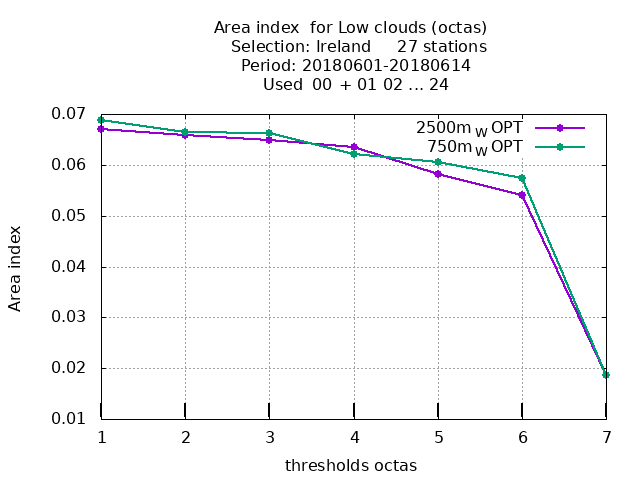 Area index  for Low clouds (octas)
Selection: Ireland     27 stations
Period: 20180601-20180614
Used  00 + 01 02 ... 24
0.07
2500m W OPT
750m W OPT
0.06
0.05
0.04
0.03
0.02
0.01
Area index
1 2 3 4 5 6 7
thresholds octas